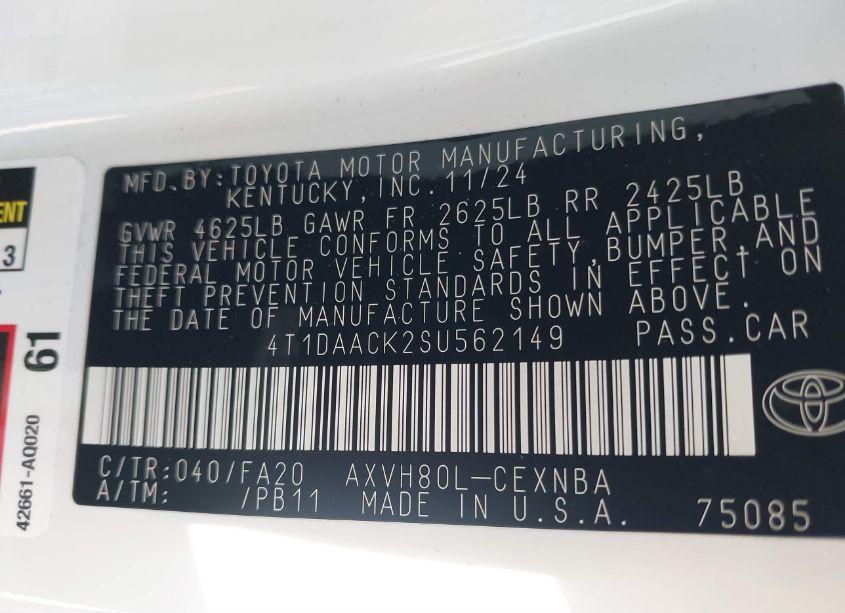 MFD.BY:TOYOTA MOTOR MANUFACTURING,
KENTUCKY,INC.11/24
GVWR 4625LB GAWR FR 2625LB RR 2425LB
THIS VEHICLE CONFORMS TO ALL APPLICABLE
FEDERAL MOTOR VEHICLE SAFETY,BUMPER,AND
THEFT PREVENTION STANDARDS IN EFFECT ON
THE DATE OF MANUFACTURE SHOWN ABOVE.
4T1DAACK2SU562149 PASS.CAR
C/TR:040/FA20 AXVH80L-CEXNBA
A/TM: /PB11 MADE IN U.S.A. 75085
3
61
42661-AQ020